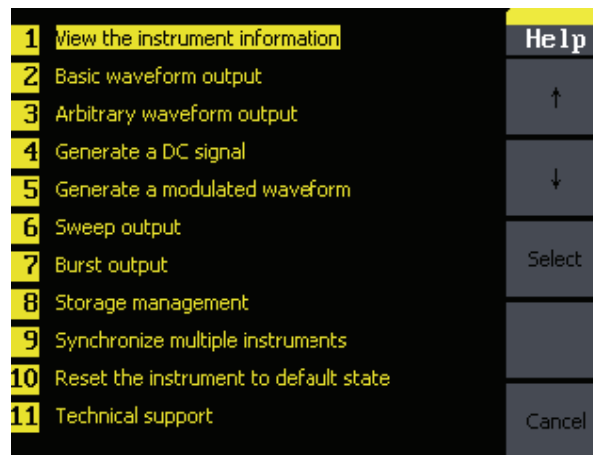 1 View the instrument information
2 Basic waveform output
3 Arbitrary waveform output
4 Generate a DC signal
5 Generate a modulated waveform
6 Sweep output
7 Burst output
8 Storage management
9 Synchronize multiple instruments
10 Reset the instrument to default state
11 Technical support
Help
↑
↓
Select
Cancel